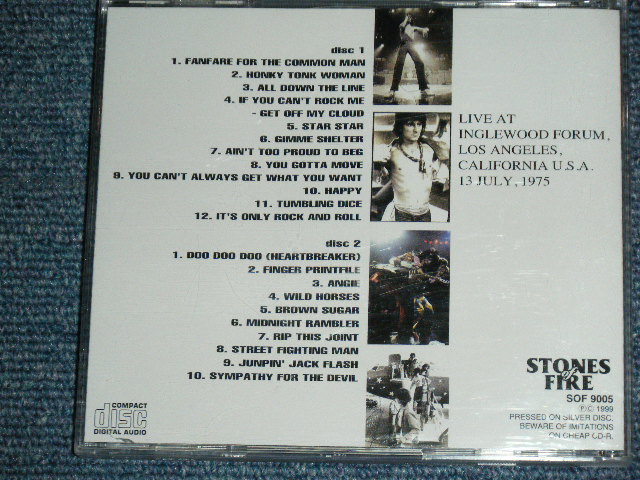 disc 1
1. FANFARE FOR THE COMMON MAN
2. HONKY TONK WOMAN
3. ALL DOWN THE LINE
4. IF YOU CAN'T ROCK ME
- GET OFF MY CLOUD
5. STAR STAR
6. GIMME SHELTER
7. AIN'T TOO PROUD TO BEG
8. YOU GOTTA MOVE
9. YOU CAN'T ALWAYS GET WHAT YOU WANT
10. HAPPY
11. TUMBLING DICE
12. IT'S ONLY ROCK AND ROLL
disc 2
1. DOO DOO DOO (HEARTBREAKER)
2. FINGER PRINTFILE
3. ANGIE
4. WILD HORSES
5. BROWN SUGAR
6. MIDNIGHT RAMBLER
7. RIP THIS JOINT
8. STREET FIGHTING MAN
9. JUNPIN' JACK FLASH
10. SYMPATHY FOR THE DEVIL
LIVE AT
INGLEWOOD FORUM,
LOS ANGELES,
CALIFORNIA U.S.A.
13 JULY, 1975
COMPACT
disc
DIGITAL AUDIO
STONES
of
FIRE
SOF 9005
℗© 1999
PRESSED ON SILVER DISC.
BEWARE OF IMITATIONS
ON CHEAP CD-R.